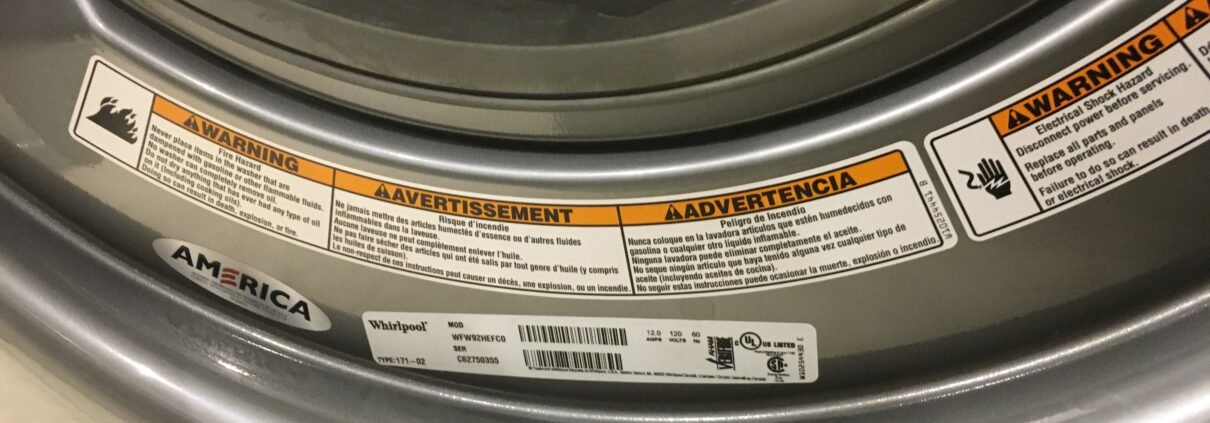 WARNING
Fire Hazard
Never place items in the washer that are
dampened with gasoline or other flammable fluids.
No washer can completely remove oil.
Do not dry anything that has ever had any type of oil
on it (including cooking oils).
Doing so can result in death, explosion, or fire.
AVERTISSEMENT
Risque d'incendie
Ne jamais mettre des articles humectés d'essence ou d'autres fluides
inflammables dans la laveuse.
Aucune laveuse ne peut complètement enlever l'huile.
Ne pas faire sécher des articles qui ont été salis par tout genre d'huile (y compris
les huiles de cuisson).
Le non-respect de ces instructions peut causer un décès, une explosion, ou un incendie.
ADVERTENCIA
Peligro de Incendio
Nunca coloque en la lavadora artículos que estén humedecidos con
gasolina o cualquier otro líquido inflamable.
Ninguna lavadora puede eliminar completamente el aceite.
No seque ningún artículo que haya tenido alguna vez cualquier tipo de
aceite (incluyendo aceites de cocina).
No seguir estas instrucciones puede ocasionar la muerte, explosión o incendio.
WARNING
Electrical Shock Hazard
Disconnect power before servicing.
Replace all parts and panels
before operating.
Failure to do so can result in death
or electrical shock.
AMERICA
Whirlpool
TYPE:171-02
MOD
WFW92HEFC0
SER
C62750355
12.0 120 60
AMPS VOLTS Hz
AHAM
VERIFIED
C UL US LISTED